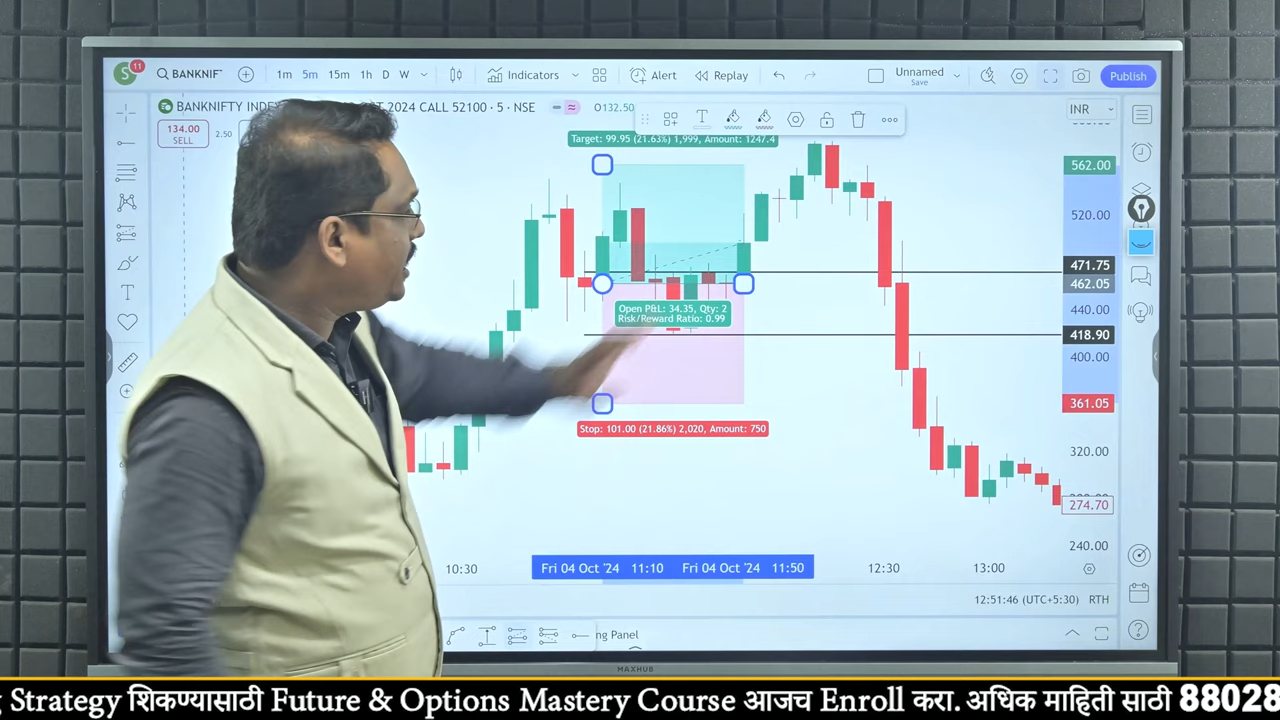 S 11 BANKNIF 1m 5m 15m 1h D W Indicators Alert Replay Unnamed Publish
Save
BANKNIFTY INDE 2024 CALL 52100 · 5 · NSE O132.50 INR
134.00 2.50
SELL
Target: 99.95 (21.63%) 1,999, Amount: 1247.4
562.00
520.00
471.75
462.05
Open P&L: 34.35, Qty: 2 440.00
Risk/Reward Ratio: 0.99
418.90
400.00
361.05
Stop: 101.00 (21.86%) 2,020, Amount: 750
320.00
274.70
240.00
10:30 Fri 04 Oct '24 11:10 Fri 04 Oct '24 11:50 12:30 13:00
12:51:46 (UTC+5:30) RTH
ng Panel
MAXHUB
Strategy शिकण्यासाठी Future & Options Mastery Course आजच Enroll करा. अधिक माहिती साठी 88028